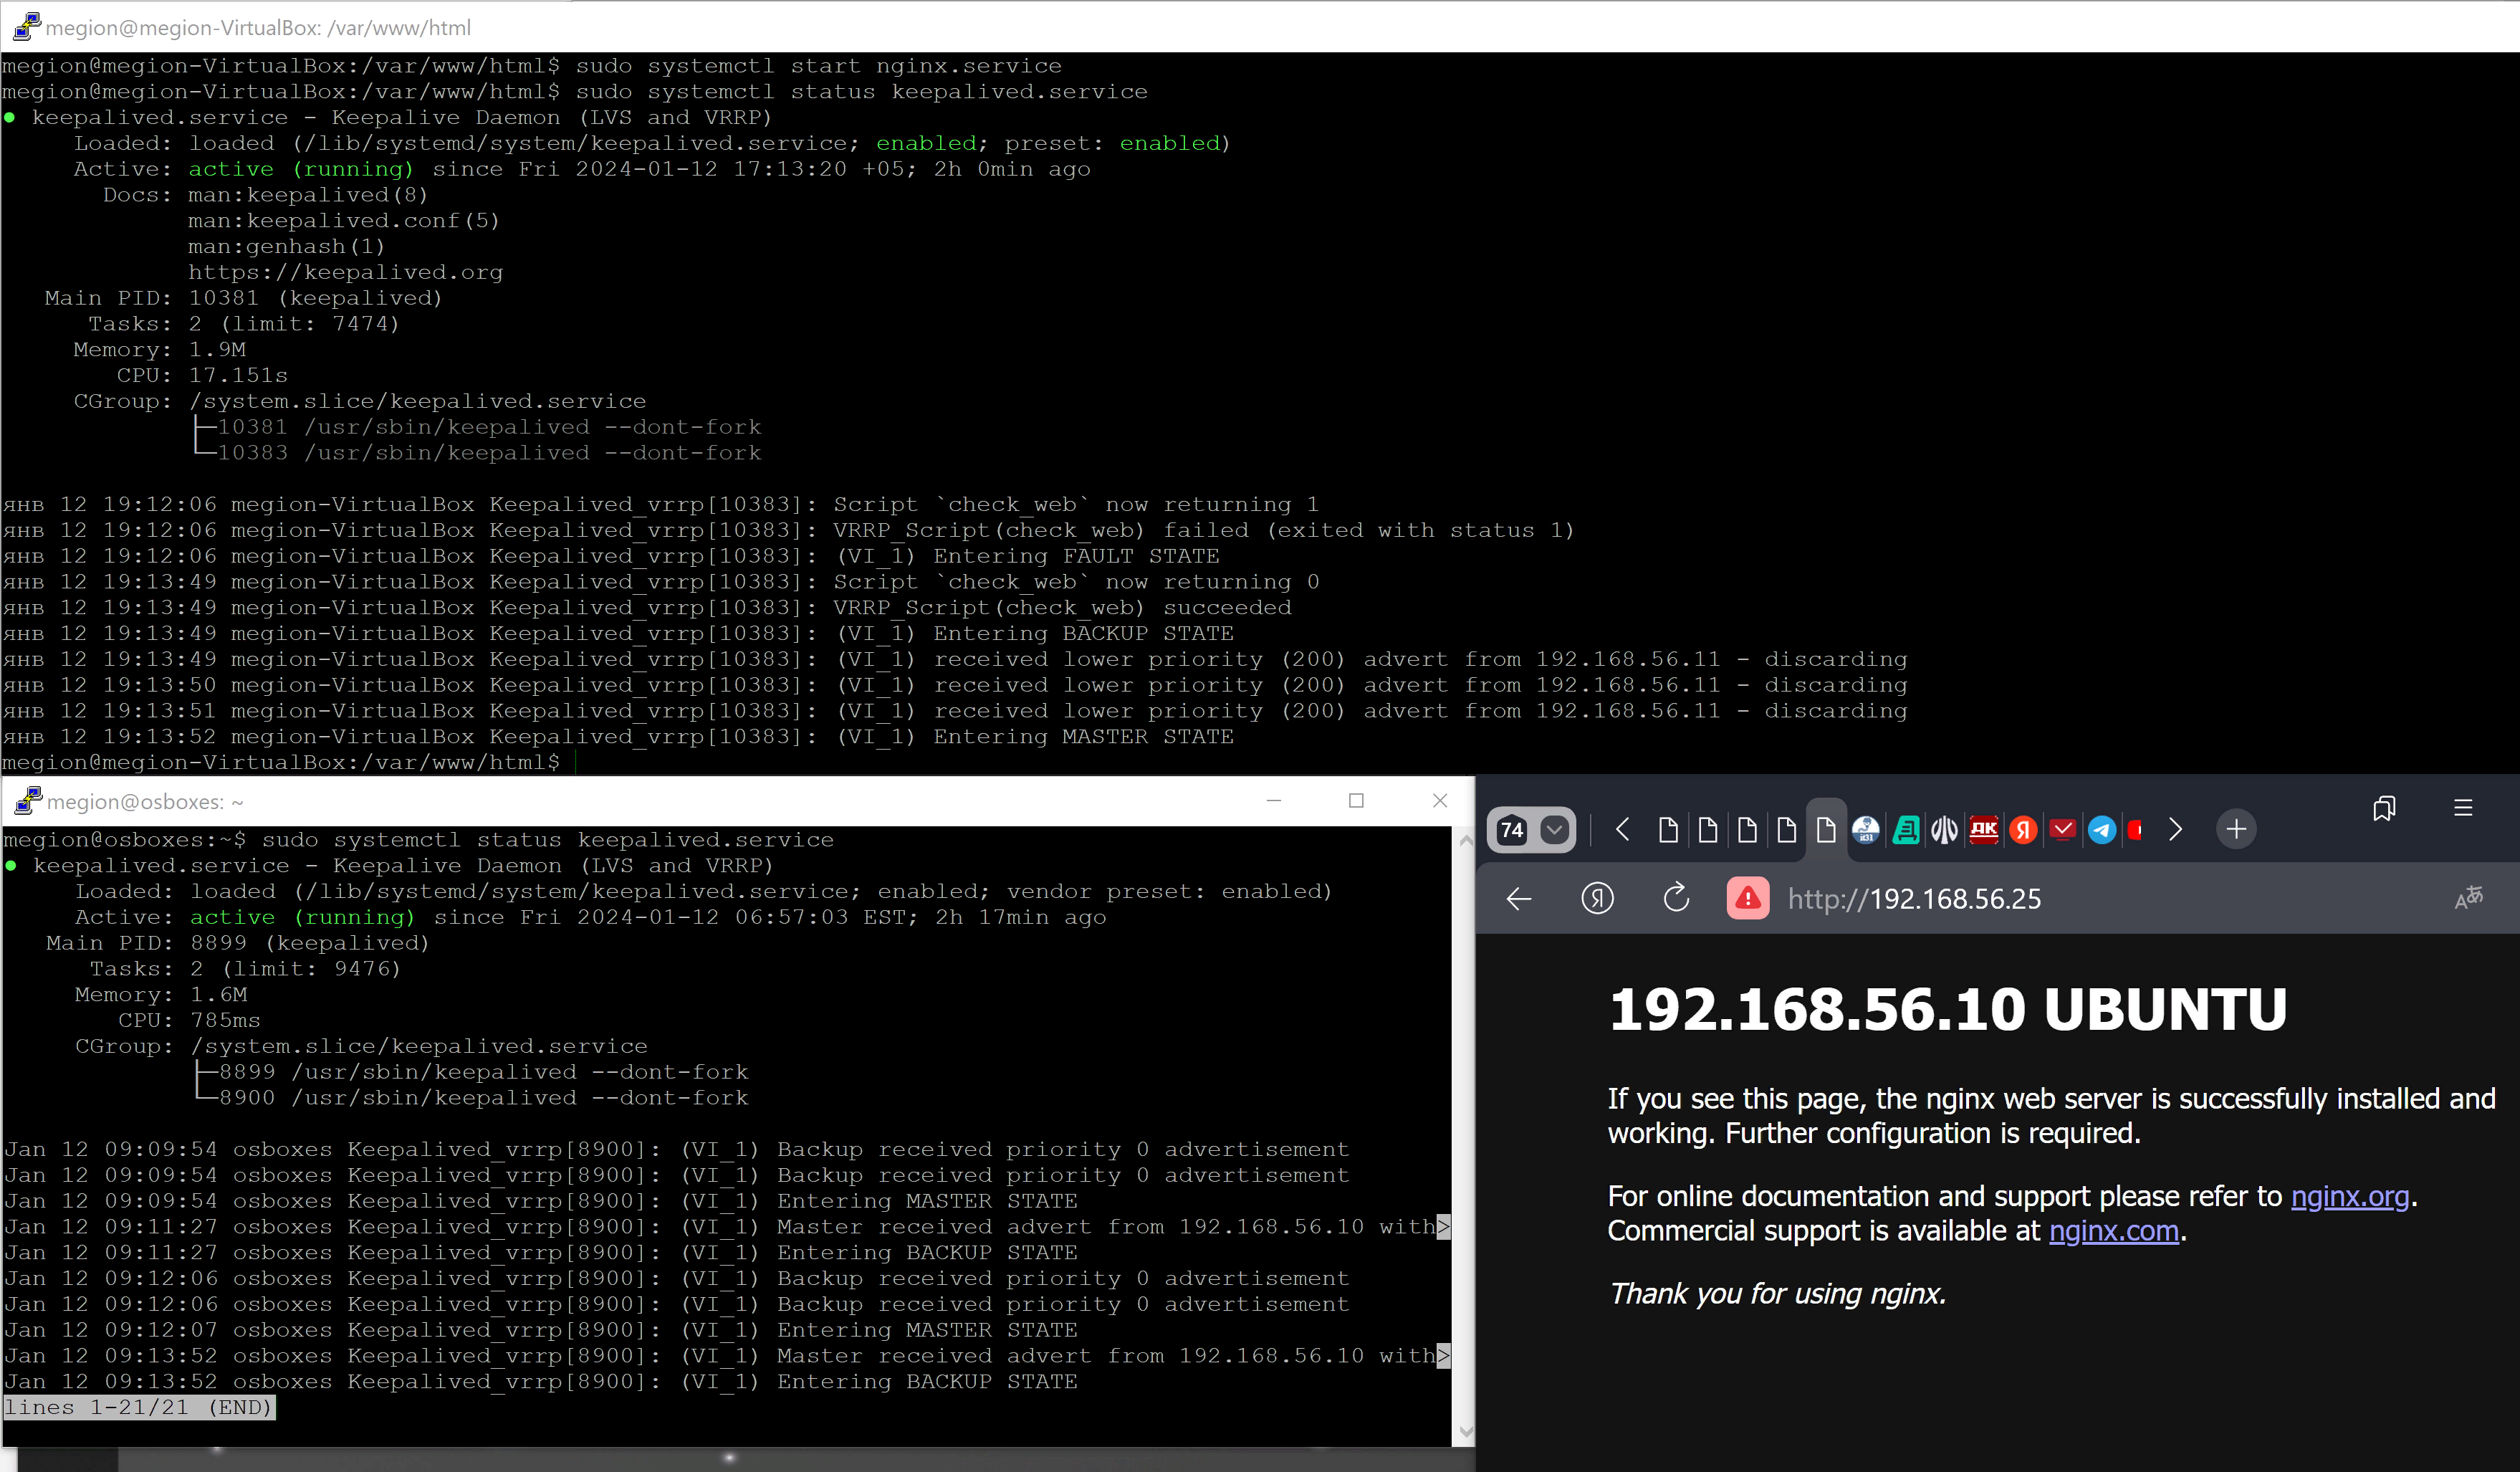 megion@megion-VirtualBox: /var/www/html
megion@megion-VirtualBox:/var/www/html$ sudo systemctl start nginx.service
megion@megion-VirtualBox:/var/www/html$ sudo systemctl status keepalived.service
● keepalived.service - Keepalive Daemon (LVS and VRRP)
Loaded: loaded (/lib/systemd/system/keepalived.service; enabled; preset: enabled)
Active: active (running) since Fri 2024-01-12 17:13:20 +05; 2h 0min ago
Docs: man:keepalived(8)
man:keepalived.conf(5)
man:genhash(1)
https://keepalived.org
Main PID: 10381 (keepalived)
Tasks: 2 (limit: 7474)
Memory: 1.9M
CPU: 17.151s
CGroup: /system.slice/keepalived.service
├─10381 /usr/sbin/keepalived --dont-fork
└─10383 /usr/sbin/keepalived --dont-fork
янв 12 19:12:06 megion-VirtualBox Keepalived_vrrp[10383]: Script `check_web` now returning 1
янв 12 19:12:06 megion-VirtualBox Keepalived_vrrp[10383]: VRRP_Script(check_web) failed (exited with status 1)
янв 12 19:12:06 megion-VirtualBox Keepalived_vrrp[10383]: (VI_1) Entering FAULT STATE
янв 12 19:13:49 megion-VirtualBox Keepalived_vrrp[10383]: Script `check_web` now returning 0
янв 12 19:13:49 megion-VirtualBox Keepalived_vrrp[10383]: VRRP_Script(check_web) succeeded
янв 12 19:13:49 megion-VirtualBox Keepalived_vrrp[10383]: (VI_1) Entering BACKUP STATE
янв 12 19:13:49 megion-VirtualBox Keepalived_vrrp[10383]: (VI_1) received lower priority (200) advert from 192.168.56.11 - discarding
янв 12 19:13:50 megion-VirtualBox Keepalived_vrrp[10383]: (VI_1) received lower priority (200) advert from 192.168.56.11 - discarding
янв 12 19:13:51 megion-VirtualBox Keepalived_vrrp[10383]: (VI_1) received lower priority (200) advert from 192.168.56.11 - discarding
янв 12 19:13:52 megion-VirtualBox Keepalived_vrrp[10383]: (VI_1) Entering MASTER STATE
megion@megion-VirtualBox:/var/www/html$
megion@osboxes: ~
megion@osboxes:~$ sudo systemctl status keepalived.service
● keepalived.service - Keepalive Daemon (LVS and VRRP)
Loaded: loaded (/lib/systemd/system/keepalived.service; enabled; vendor preset: enabled)
Active: active (running) since Fri 2024-01-12 06:57:03 EST; 2h 17min ago
Main PID: 8899 (keepalived)
Tasks: 2 (limit: 9476)
Memory: 1.6M
CPU: 785ms
CGroup: /system.slice/keepalived.service
├─8899 /usr/sbin/keepalived --dont-fork
└─8900 /usr/sbin/keepalived --dont-fork
Jan 12 09:09:54 osboxes Keepalived_vrrp[8900]: (VI_1) Backup received priority 0 advertisement
Jan 12 09:09:54 osboxes Keepalived_vrrp[8900]: (VI_1) Backup received priority 0 advertisement
Jan 12 09:09:54 osboxes Keepalived_vrrp[8900]: (VI_1) Entering MASTER STATE
Jan 12 09:11:27 osboxes Keepalived_vrrp[8900]: (VI_1) Master received advert from 192.168.56.10 with>
Jan 12 09:11:27 osboxes Keepalived_vrrp[8900]: (VI_1) Entering BACKUP STATE
Jan 12 09:12:06 osboxes Keepalived_vrrp[8900]: (VI_1) Backup received priority 0 advertisement
Jan 12 09:12:06 osboxes Keepalived_vrrp[8900]: (VI_1) Backup received priority 0 advertisement
Jan 12 09:12:07 osboxes Keepalived_vrrp[8900]: (VI_1) Entering MASTER STATE
Jan 12 09:13:52 osboxes Keepalived_vrrp[8900]: (VI_1) Master received advert from 192.168.56.10 with>
Jan 12 09:13:52 osboxes Keepalived_vrrp[8900]: (VI_1) Entering BACKUP STATE
lines 1-21/21 (END)
74
ДК Я
Я http://192.168.56.25
192.168.56.10 UBUNTU
If you see this page, the nginx web server is successfully installed and
working. Further configuration is required.
For online documentation and support please refer to nginx.org.
Commercial support is available at nginx.com.
Thank you for using nginx.